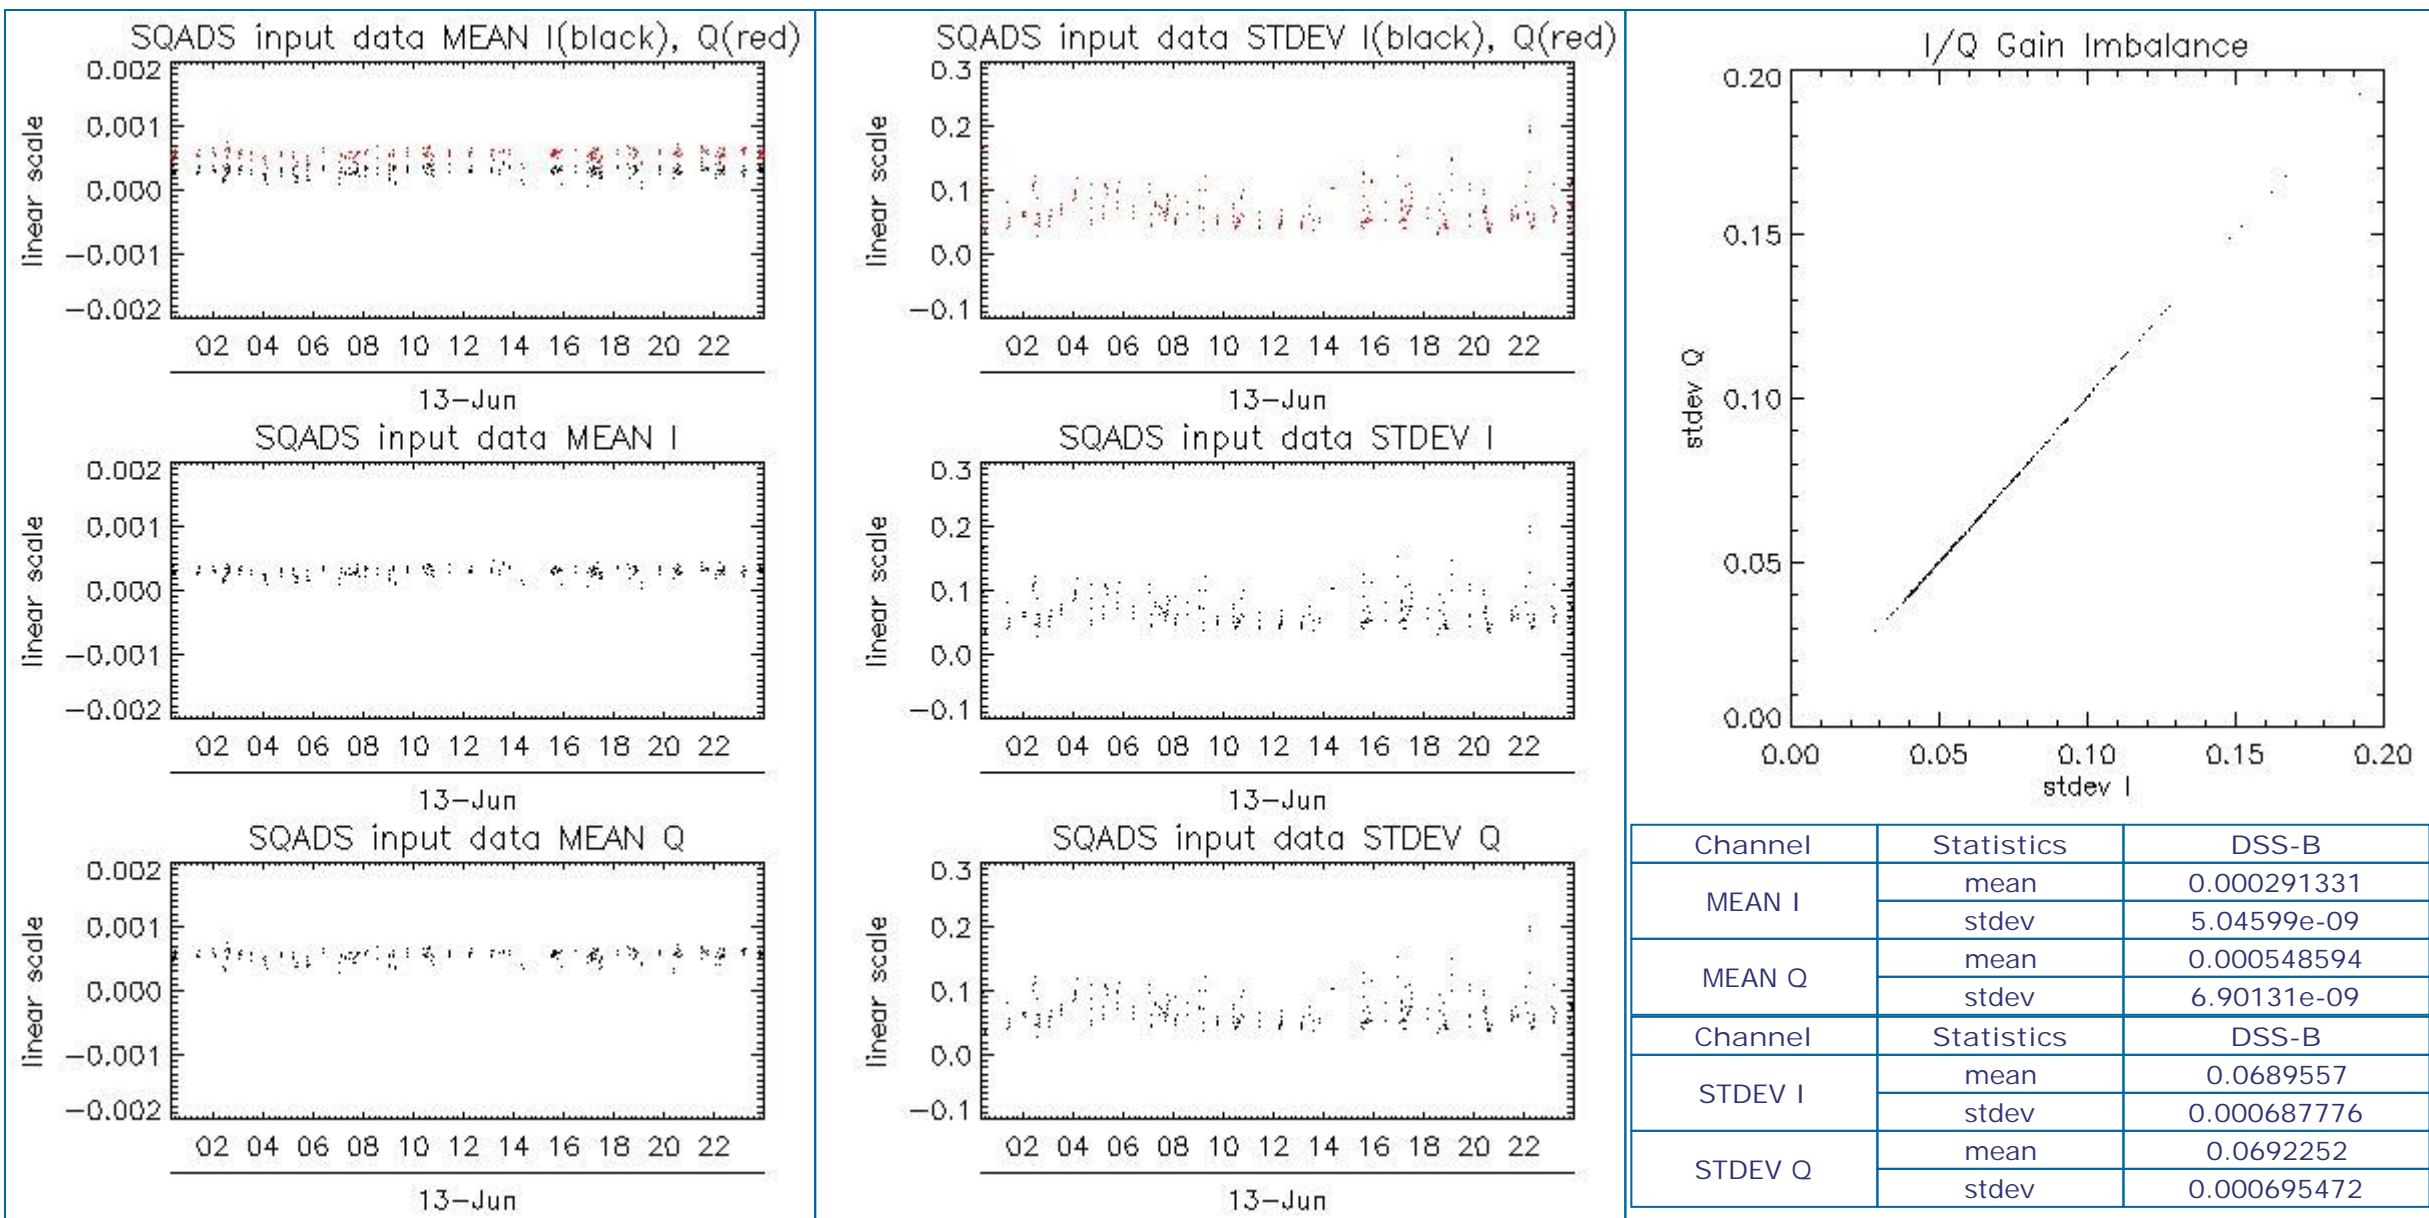 SQADS input data MEAN I(black), Q(red)
linear scale
0.002
0.001
0.000
−0.001
−0.002
02 04 06 08 10 12 14 16 18 20 22
13−Jun
SQADS input data MEAN I
linear scale
0.002
0.001
0.000
−0.001
−0.002
02 04 06 08 10 12 14 16 18 20 22
13−Jun
SQADS input data MEAN Q
linear scale
0.002
0.001
0.000
−0.001
−0.002
02 04 06 08 10 12 14 16 18 20 22
13−Jun
SQADS input data STDEV I(black), Q(red)
linear scale
0.3
0.2
0.1
0.0
−0.1
02 04 06 08 10 12 14 16 18 20 22
13−Jun
SQADS input data STDEV I
linear scale
0.3
0.2
0.1
0.0
−0.1
02 04 06 08 10 12 14 16 18 20 22
13−Jun
SQADS input data STDEV Q
linear scale
0.3
0.2
0.1
0.0
−0.1
02 04 06 08 10 12 14 16 18 20 22
13−Jun
I/Q Gain Imbalance
stdev Q
0.20
0.15
0.10
0.05
0.00
0.00 0.05 0.10 0.15 0.20
stdev I
Channel Statistics DSS-B
MEAN I mean 0.000291331
stdev 5.04599e-09
MEAN Q mean 0.000548594
stdev 6.90131e-09
Channel Statistics DSS-B
STDEV I mean 0.0689557
stdev 0.000687776
STDEV Q mean 0.0692252
stdev 0.000695472